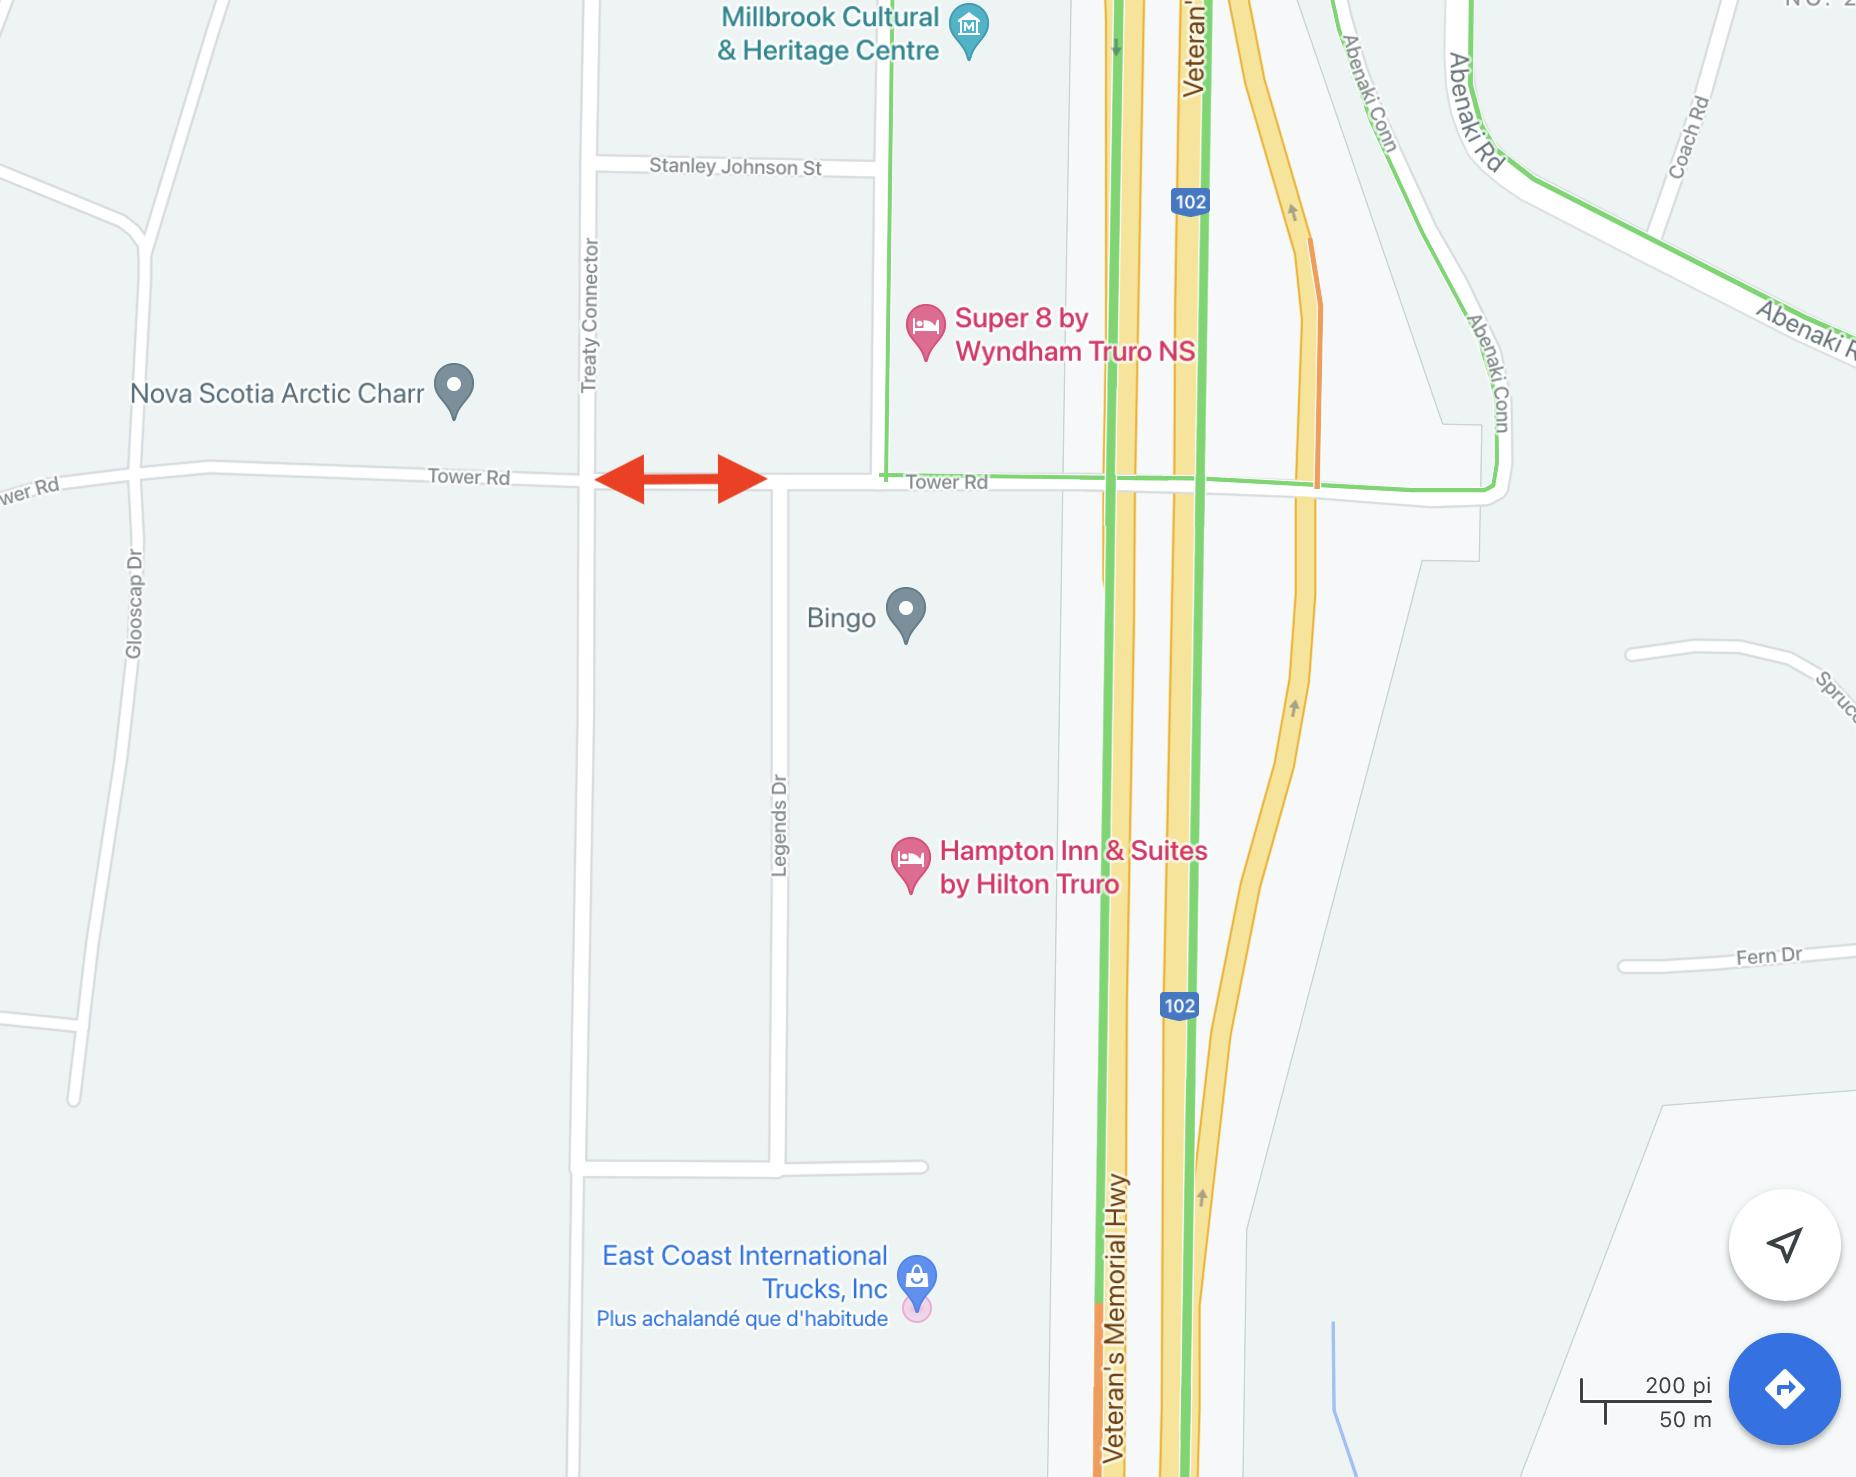 Millbrook Cultural
& Heritage Centre
Veteran'
Abenaki Conn
Abenaki Rd
Coach Rd
Stanley Johnson St
102
Treaty Connector
Super 8 by
Wyndham Truro NS
Abenaki Conn
Abenaki R
Nova Scotia Arctic Charr
Tower Rd
Tower Rd
wer Rd
Glooscap Dr
Bingo
Spruce
Legends Dr
Hampton Inn & Suites
by Hilton Truro
Fern Dr
102
Veteran's Memorial Hwy
East Coast International
Trucks, Inc
Plus achalandé que d'habitude
200 pi
50 m